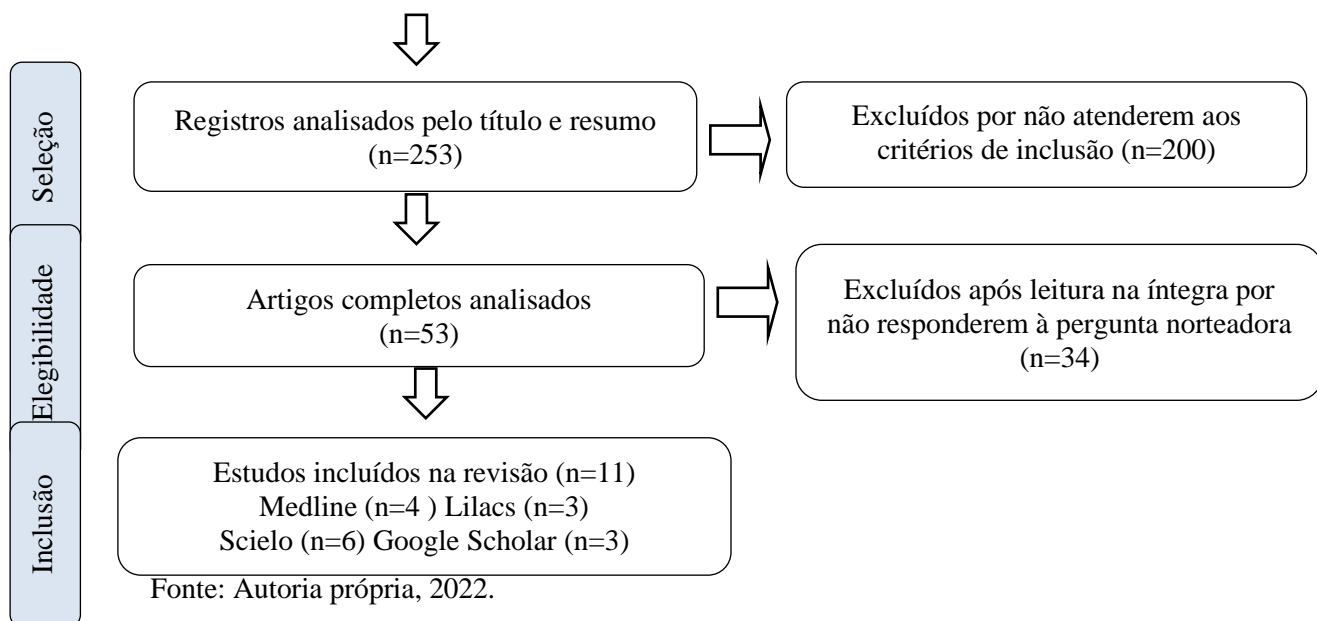 Seleção
Registros analisados pelo título e resumo
(n=253)
Excluídos por não atenderem aos
critérios de inclusão (n=200)
Elegibilidade
Artigos completos analisados
(n=53)
Excluídos após leitura na íntegra por
não responderem à pergunta norteadora
(n=34)
Inclusão
Estudos incluídos na revisão (n=11)
Medline (n=4 ) Lilacs (n=3)
Scielo (n=6) Google Scholar (n=3)
Fonte: Autoria própria, 2022.